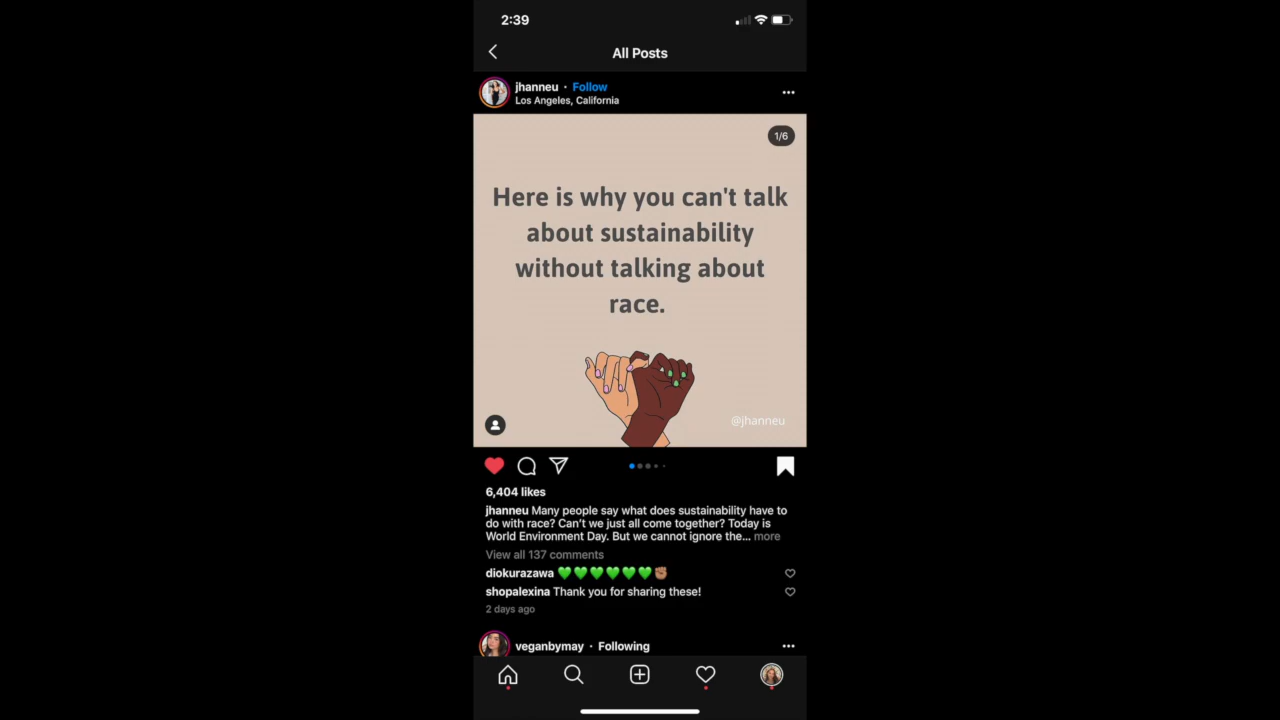 2:39
All Posts
jhanneu · Follow
Los Angeles, California
1/6
Here is why you can't talk
about sustainability
without talking about
race.
@jhanneu
6,404 likes
jhanneu Many people say what does sustainability have to
do with race? Can’t we just all come together? Today is
World Environment Day. But we cannot ignore the... more
View all 137 comments
diokurazawa 💚💚💚💚💚💚✊🏽
shopalexina Thank you for sharing these!
2 days ago
veganbymay · Following